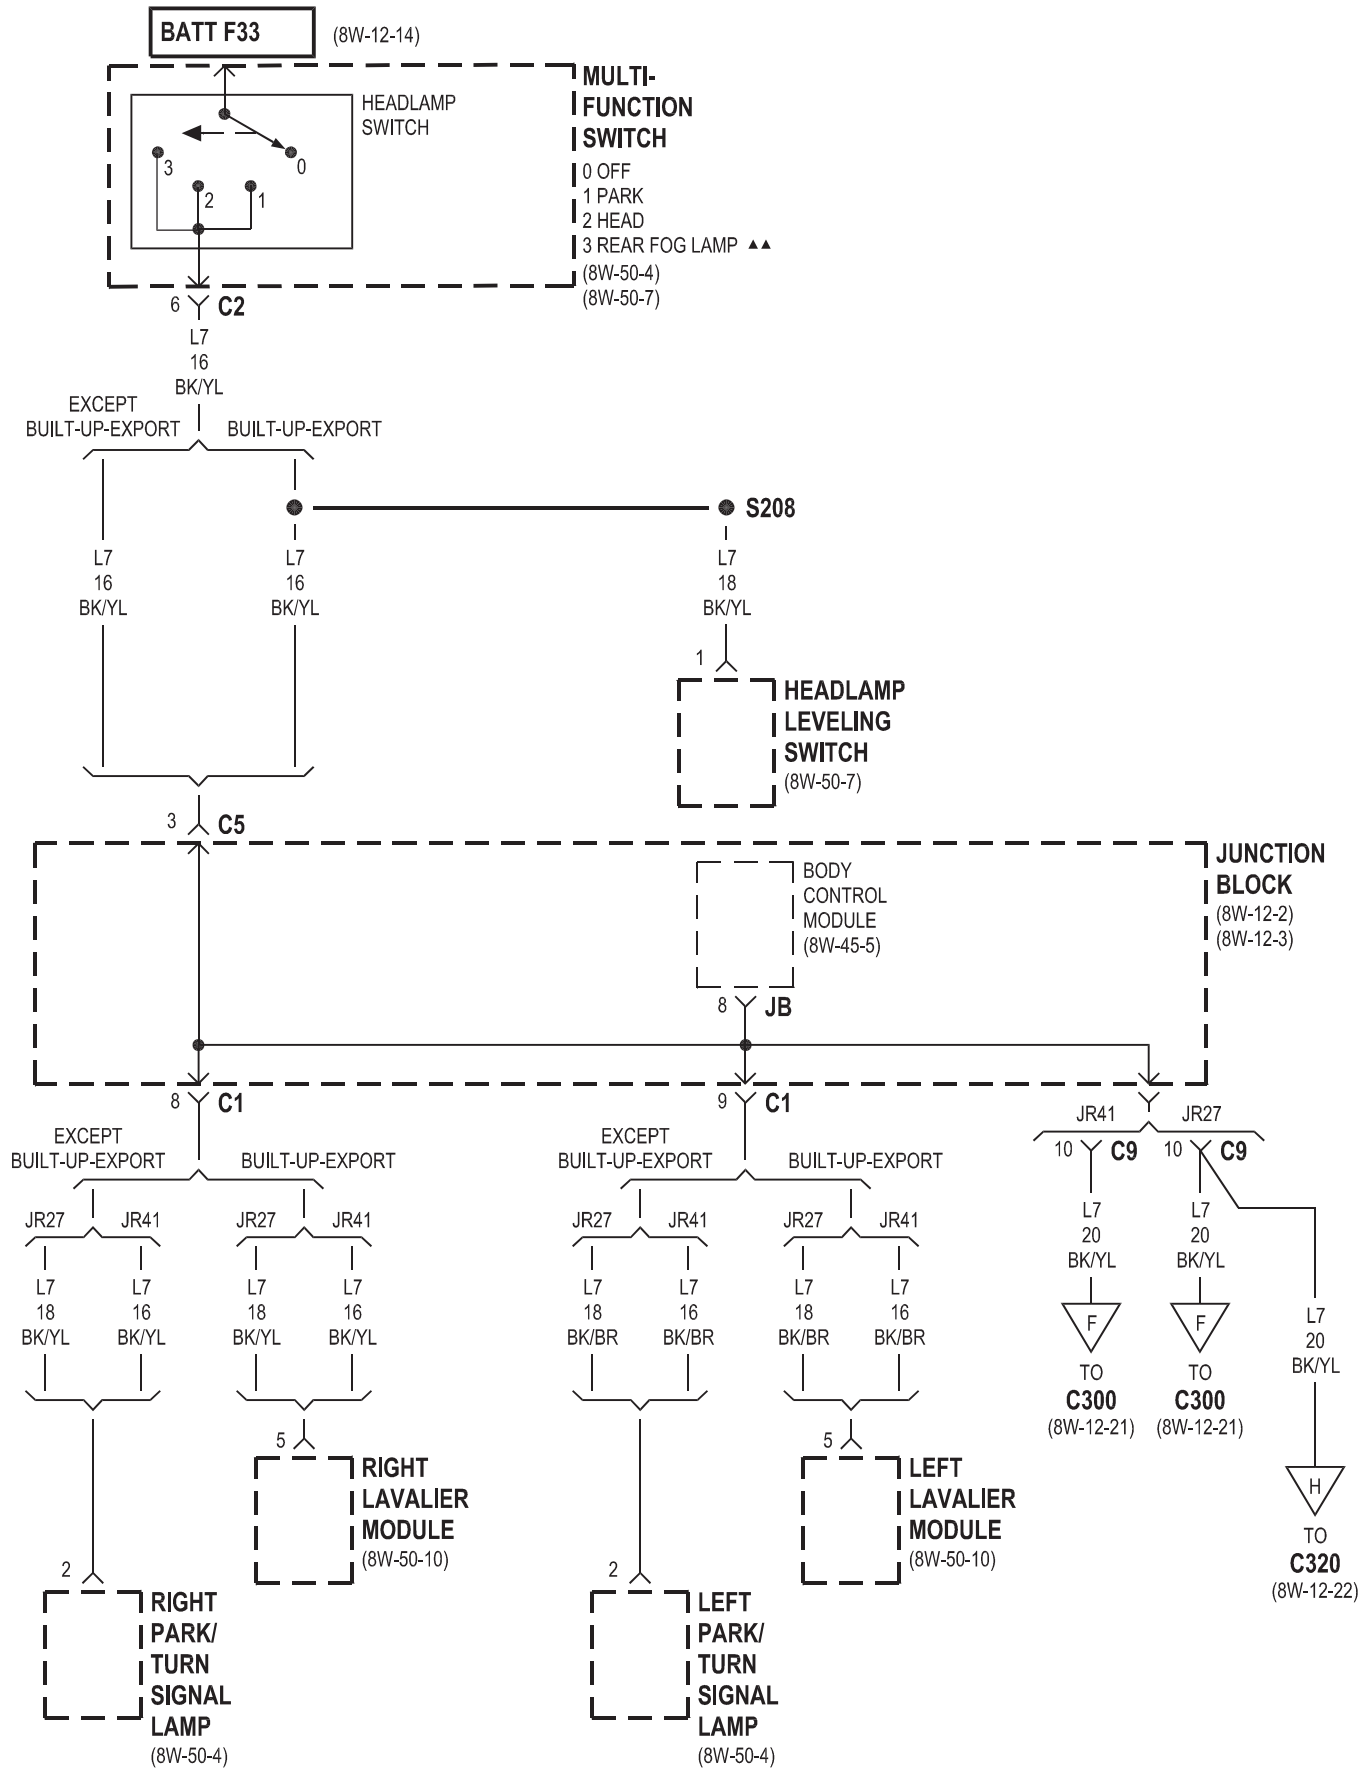 BATT F33 (8W-12-14)
HEADLAMP
SWITCH
3
0
2
1
MULTI-
FUNCTION
SWITCH
0 OFF
1 PARK
2 HEAD
3 REAR FOG LAMP ▲▲
(8W-50-4)
(8W-50-7)
6 C2
L7
16
BK/YL
EXCEPT
BUILT-UP-EXPORT
BUILT-UP-EXPORT
S208
L7
16
BK/YL
L7
16
BK/YL
L7
18
BK/YL
1
HEADLAMP
LEVELING
SWITCH
(8W-50-7)
3 C5
JUNCTION
BLOCK
(8W-12-2)
(8W-12-3)
BODY
CONTROL
MODULE
(8W-45-5)
8 JB
8 C1
9 C1
EXCEPT
BUILT-UP-EXPORT
BUILT-UP-EXPORT
EXCEPT
BUILT-UP-EXPORT
BUILT-UP-EXPORT
JR41
JR27
10 C9
10 C9
JR27
JR41
JR27
JR41
JR27
JR41
JR27
JR41
L7
18
BK/YL
L7
16
BK/YL
L7
18
BK/YL
L7
16
BK/YL
L7
18
BK/BR
L7
16
BK/BR
L7
18
BK/BR
L7
16
BK/BR
L7
20
BK/YL
L7
20
BK/YL
L7
20
BK/YL
F
TO
C300
(8W-12-21)
F
TO
C300
(8W-12-21)
H
TO
C320
(8W-12-22)
5
RIGHT
LAVALIER
MODULE
(8W-50-10)
5
LEFT
LAVALIER
MODULE
(8W-50-10)
2
RIGHT
PARK/
TURN
SIGNAL
LAMP
(8W-50-4)
2
LEFT
PARK/
TURN
SIGNAL
LAMP
(8W-50-4)